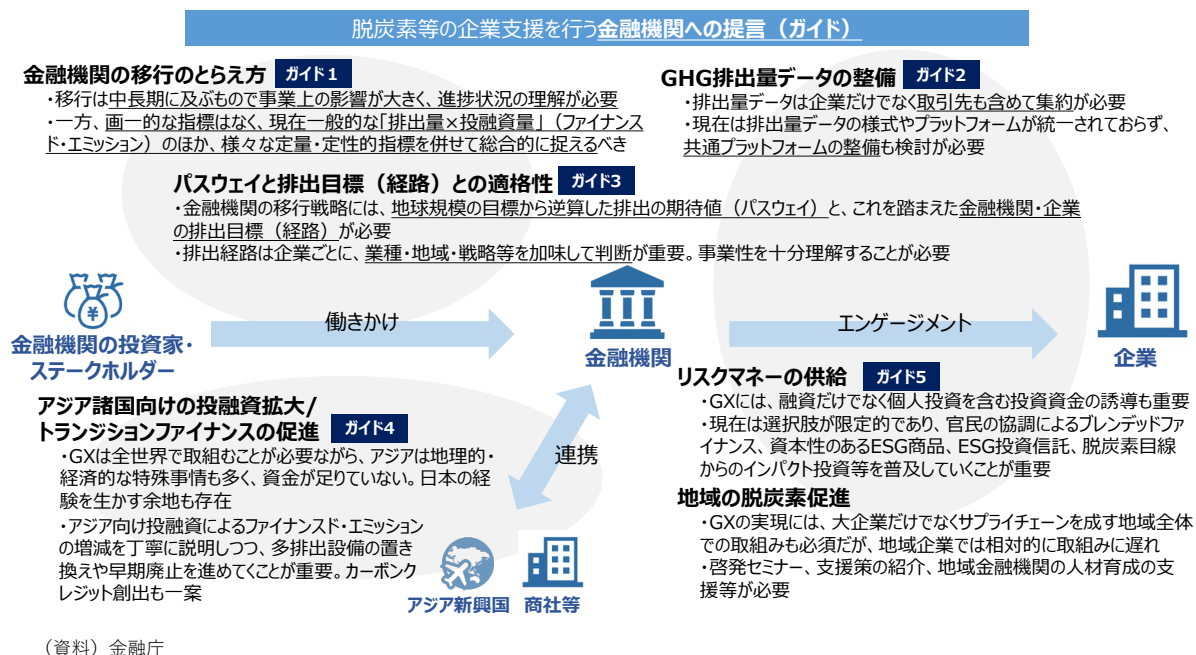 脱炭素等の企業支援を行う金融機関への提言（ガイド）
金融機関の移行のとらえ方 ガイド1
・移行は中長期に及ぶもので事業上の影響が大きく、進捗状況の理解が必要
・一方、画一的な指標はなく、現在一般的な「排出量×投融資量」（ファイナンス
ド・エミッション）のほか、様々な定量・定性的指標を併せて総合的に捉えるべき
GHG排出量データの整備 ガイド2
・排出量データは企業だけでなく取引先も含めて集約が必要
・現在は排出量データの様式やプラットフォームが統一されておらず、
共通プラットフォームの整備も検討が必要
パスウェイと排出目標（経路）との適格性 ガイド3
・金融機関の移行戦略には、地球規模の目標から逆算した排出の期待値（パスウェイ）と、これを踏まえた金融機関・企業
の排出目標（経路）が必要
・排出経路は企業ごとに、業種・地域・戦略等を加味して判断が重要。事業性を十分理解することが必要
¥
働きかけ
エンゲージメント
金融機関の投資家・
ステークホルダー
金融機関
企業
アジア諸国向けの投融資拡大/
トランジションファイナンスの促進 ガイド4
・GXは全世界で取組むことが必要ながら、アジアは地理的・
経済的な特殊事情も多く、資金が足りていない。日本の経
験を生かす余地も存在
・アジア向け投融資によるファイナンスド・エミッション
の増減を丁寧に説明しつつ、多排出設備の置き
換えや早期廃止を進めてくことが重要。カーボンク
レジット創出も一案
連携
アジア新興国 商社等
リスクマネーの供給 ガイド5
・GXには、融資だけでなく個人投資を含む投資資金の誘導も重要
・現在は選択肢が限定的であり、官民の協調によるブレンデッドファ
イナンス、資本性のあるESG商品、ESG投資信託、脱炭素目線
からのインパクト投資等を普及していくことが重要
地域の脱炭素促進
・GXの実現には、大企業だけでなくサプライチェーンを成す地域全体
での取組みも必須だが、地域企業では相対的に取組みに遅れ
・啓発セミナー、支援策の紹介、地域金融機関の人材育成の支
援等が必要
（資料）金融庁